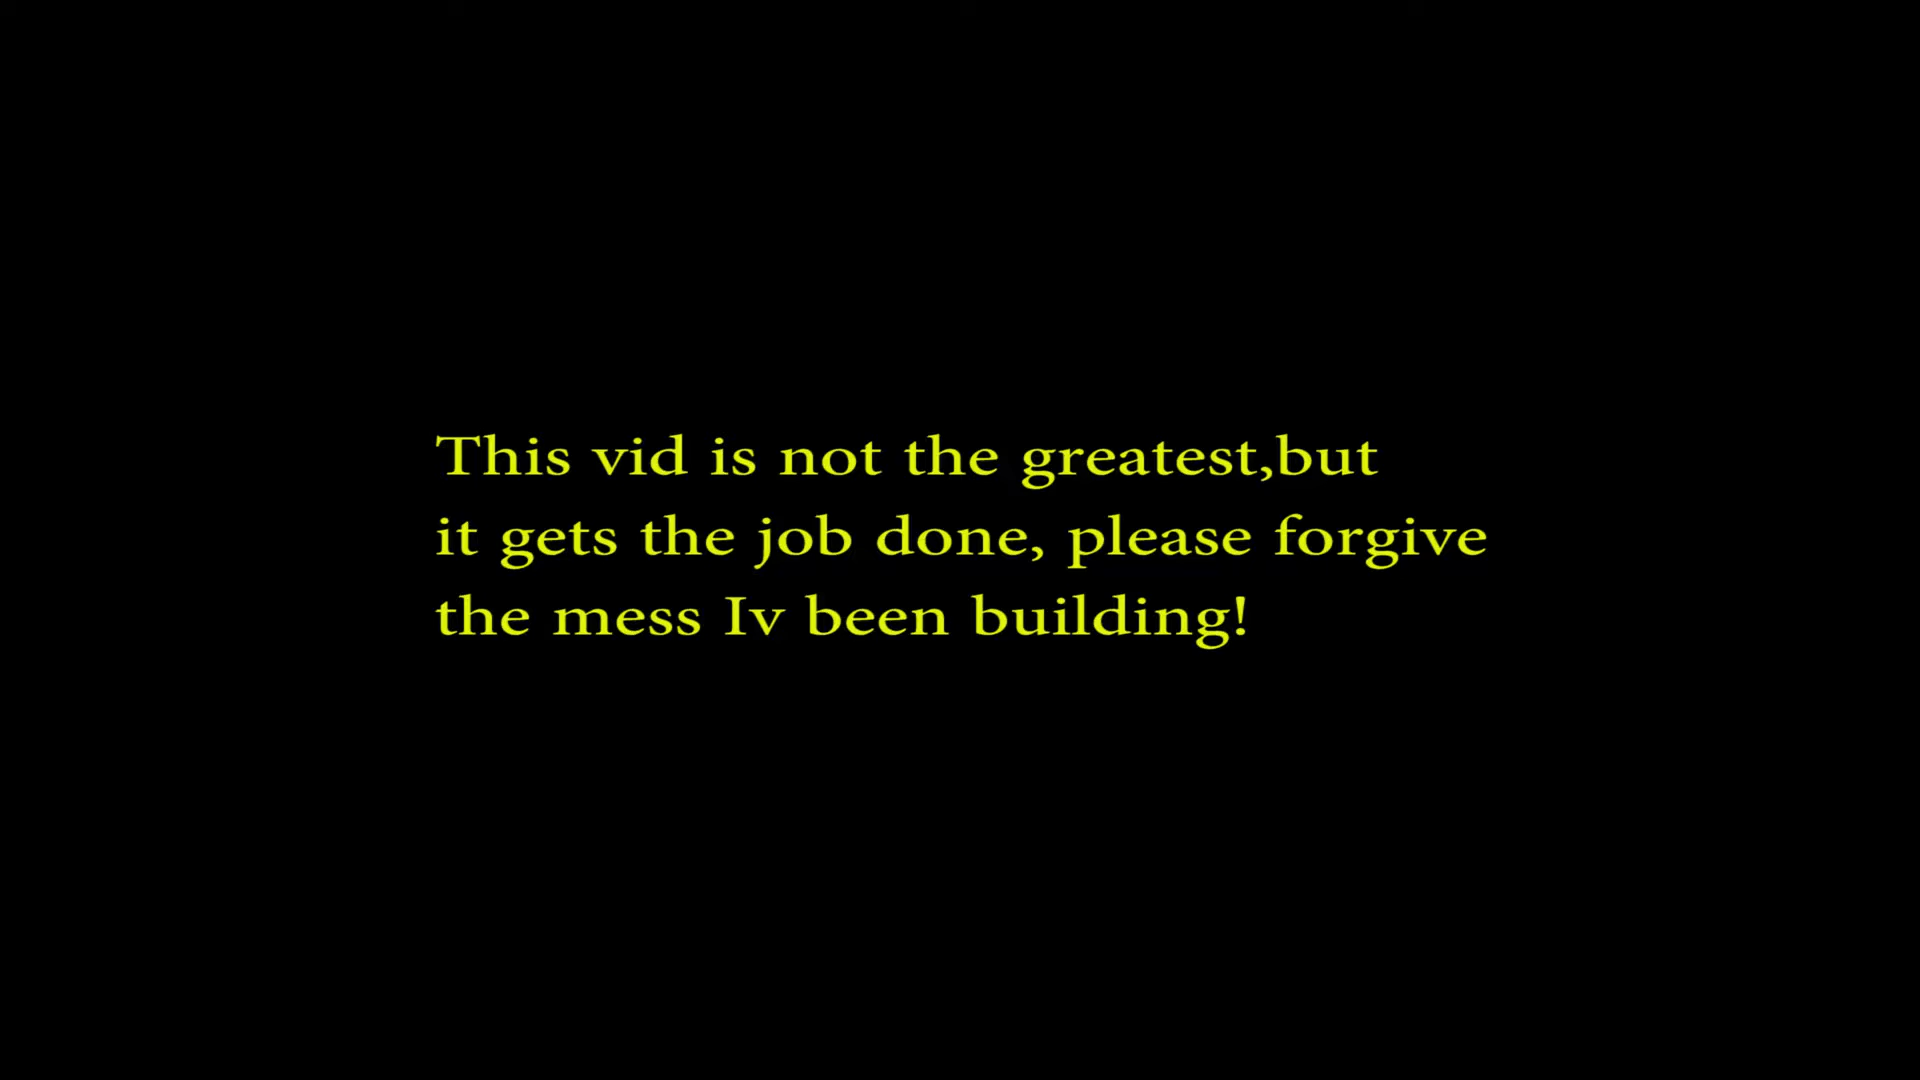 This vid is not the greatest,but
it gets the job done, please forgive
the mess Iv been building!